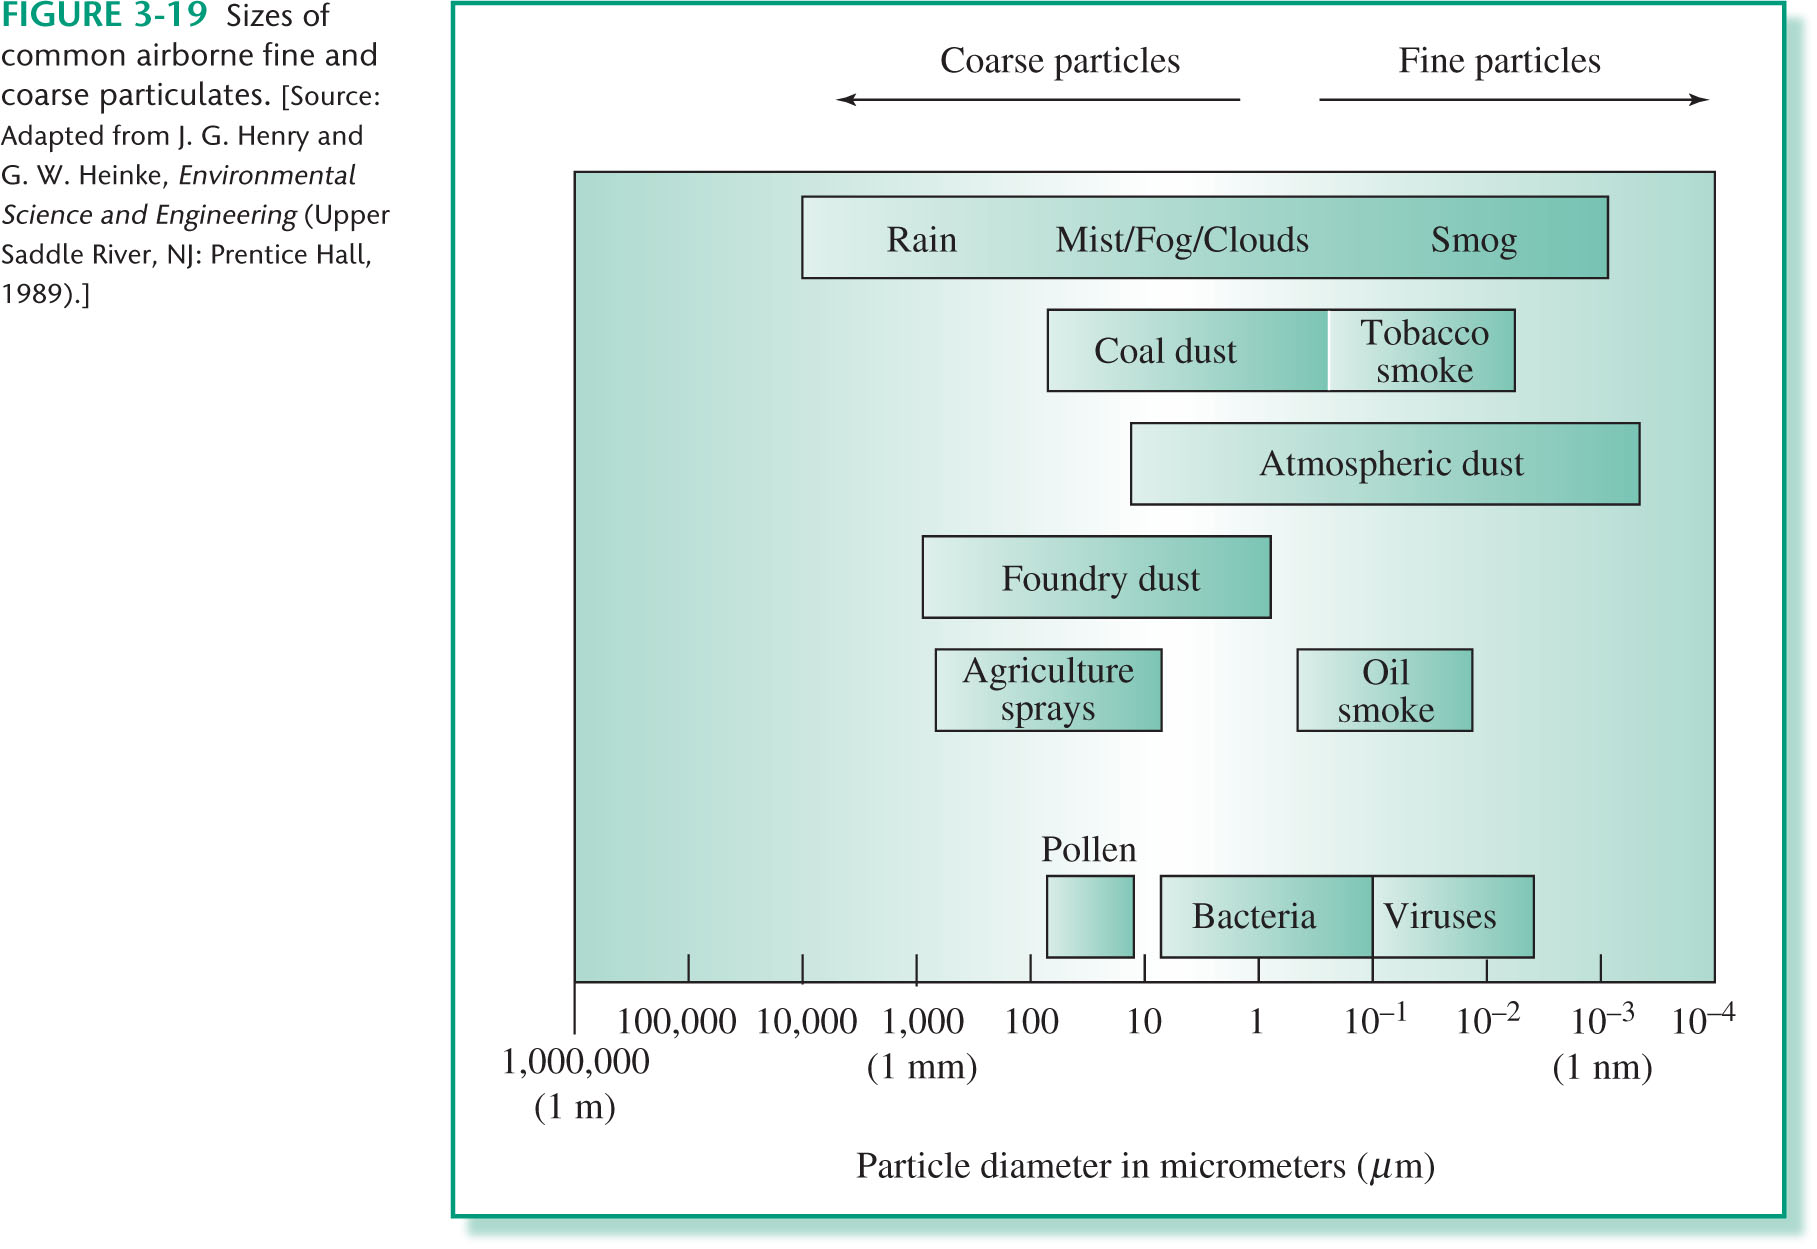 FIGURE 3-19 Sizes of
common airborne fine and
coarse particulates. [Source:
Adapted from J. G. Henry and
G. W. Heinke, Environmental
Science and Engineering (Upper
Saddle River, NJ: Prentice Hall,
1989).]
Coarse particles Fine particles
Rain Mist/Fog/Clouds Smog
Coal dust
Tobacco
smoke
Atmospheric dust
Foundry dust
Agriculture
sprays
Oil
smoke
Pollen
Bacteria Viruses
1,000,000
(1 m)
100,000 10,000 1,000 100 10 1 10⁻¹ 10⁻² 10⁻³ 10⁻⁴
(1 mm) (1 nm)
Particle diameter in micrometers (μm)